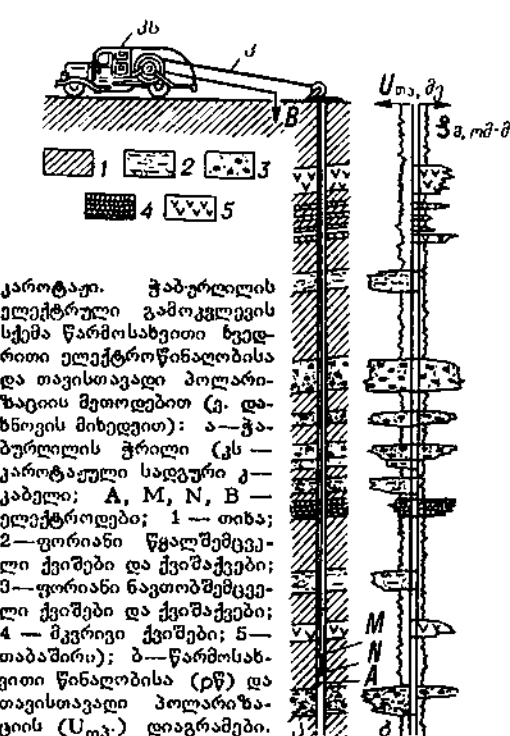 კს
კ
B
U თპ, მვ
ρ წ, ომ-მ
1 2 3
4 5
კაროტაჟი. ჭაბურღილის
ელექტრული გამოკვლევის
სქემა წარმოსახვითი ხვედ-
რითი ელექტროწინაღობისა
და თავისთავადი პოლარი-
ზაციის მეთოდებით (ვ. და-
ხნოვის მიხედვით): ა—ჭა-
ბურღილის ჭრილი (კს —
კაროტაჟული სადგური კ—
კაბელი; A, M, N, B —
ელექტროდები; 1 — თიხა;
2—ფორიანი წყალშემცვე-
ლი ქვიშები და ქვიშაქვები;
3—ფორიანი ნავთობშემცვე-
ლი ქვიშები და ქვიშაქვები;
4 — მკვრივი ქვიშები; 5—
თაბაშირი); ბ—წარმოსახ-
ვითი წინაღობისა (ρწ) და
თავისთავადი პოლარიზა-
ციის (Uთპ.) დიაგრამები.
M
N
A
ა ბ